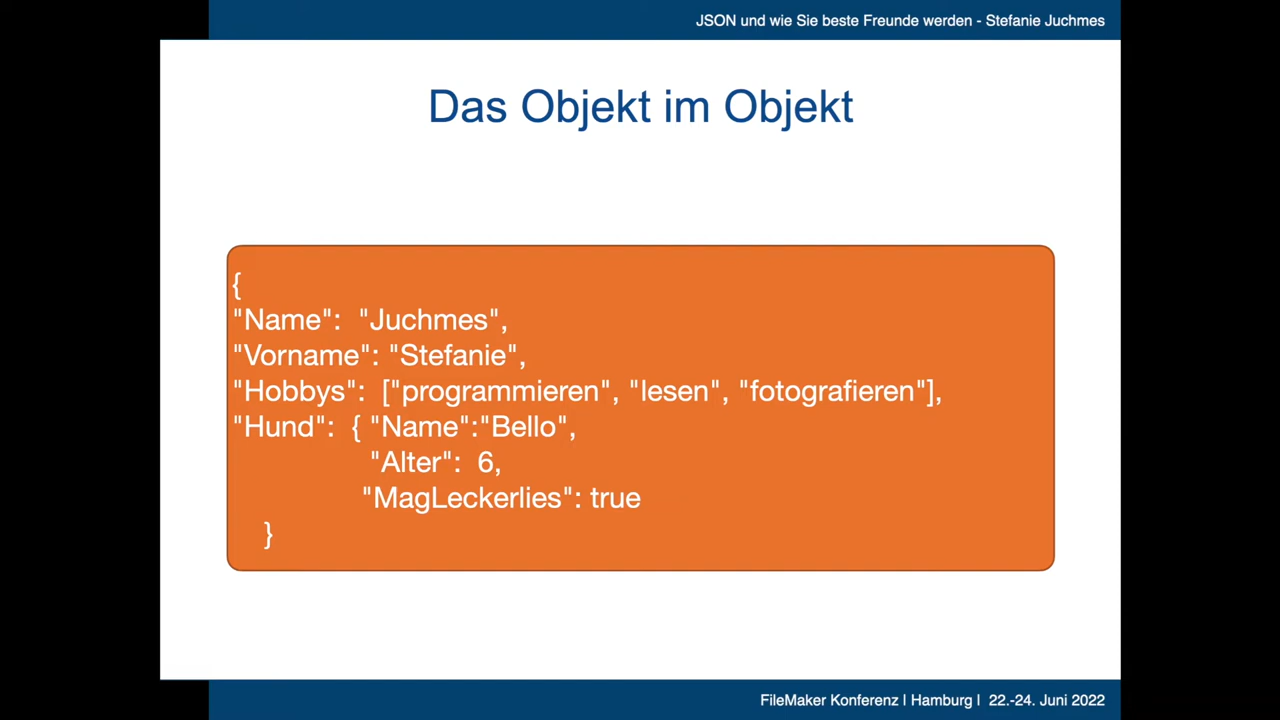 JSON und wie Sie beste Freunde werden - Stefanie Juchmes
Das Objekt im Objekt
{
"Name": "Juchmes",
"Vorname": "Stefanie",
"Hobbys": ["programmieren", "lesen", "fotografieren"],
"Hund": { "Name":"Bello",
"Alter": 6,
"MagLeckerlies": true
}
FileMaker Konferenz | Hamburg | 22.-24. Juni 2022